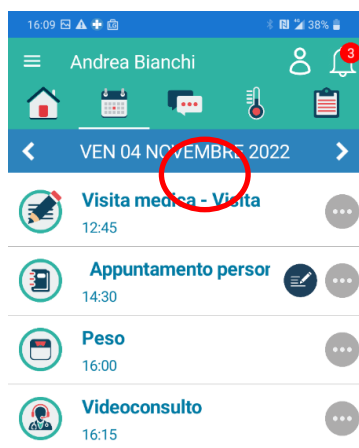 16:09 38%
Andrea Bianchi 3
VEN 04 NOVEMBRE 2022
Visita medica - Visita
12:45
Appuntamento person
14:30
Peso
16:00
Videoconsulto
16:15